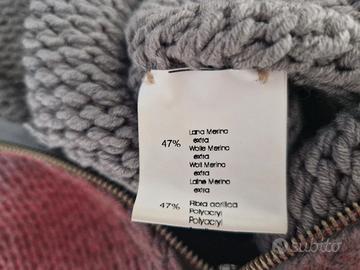 47%
Lana Merino
extra
Wolle Merino
extra
Woll Merino
extra
Laine Merino
extra
47%
Fibra acrilica
Polyacryl
Polyacryl
subito